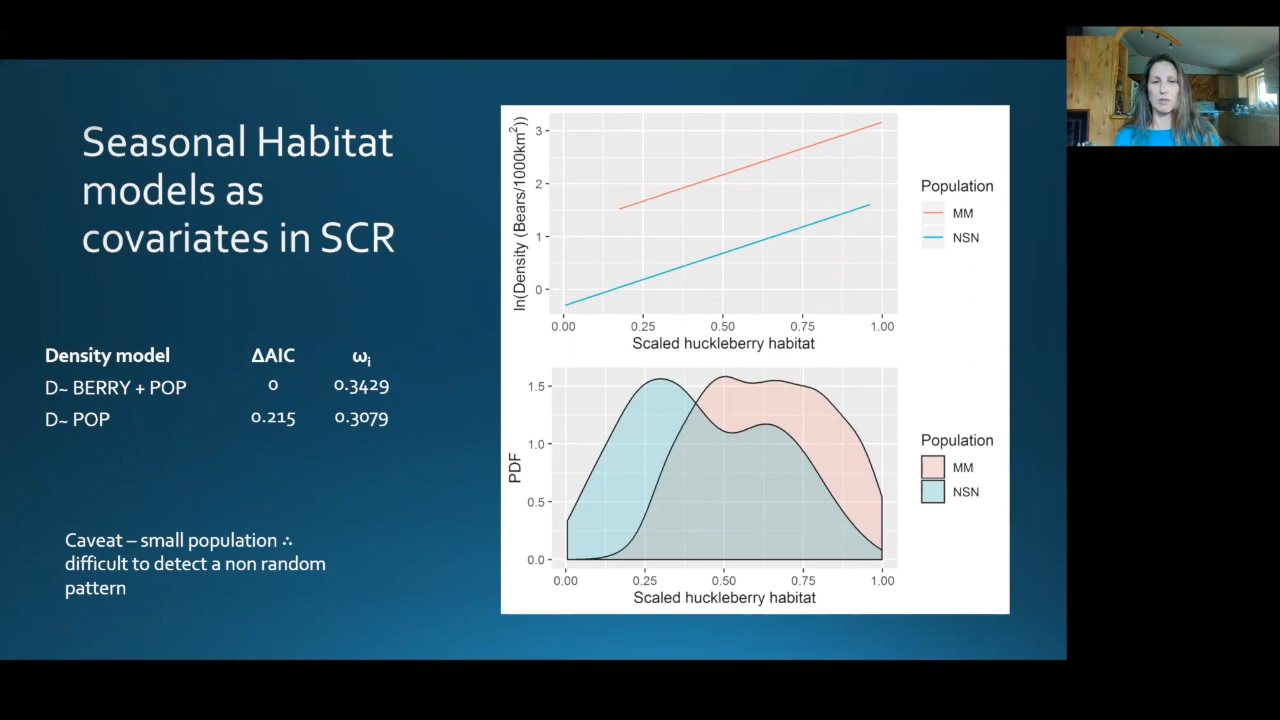 Seasonal Habitat
models as
covariates in SCR
Density model ΔAIC ωi
D~ BERRY + POP 0 0.3429
D~ POP 0.215 0.3079
Caveat – small population ∴
difficult to detect a non random
pattern
ln(Density (Bears/1000km²))
3
2
1
0
0.00 0.25 0.50 0.75 1.00
Scaled huckleberry habitat
Population
MM
NSN
PDF
1.5
1.0
0.5
0.0
0.00 0.25 0.50 0.75 1.00
Scaled huckleberry habitat
Population
MM
NSN